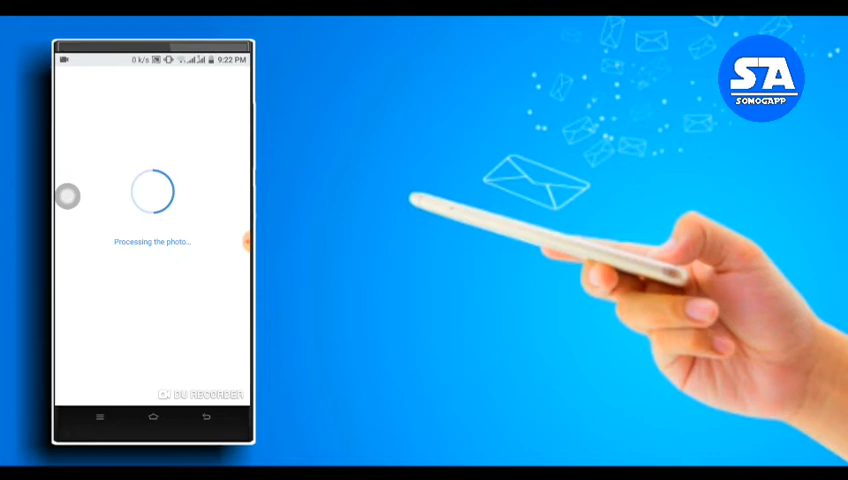 0 k/s 9:22 PM
Processing the photo...
DU RECORDER
SA
SOMOGAPP